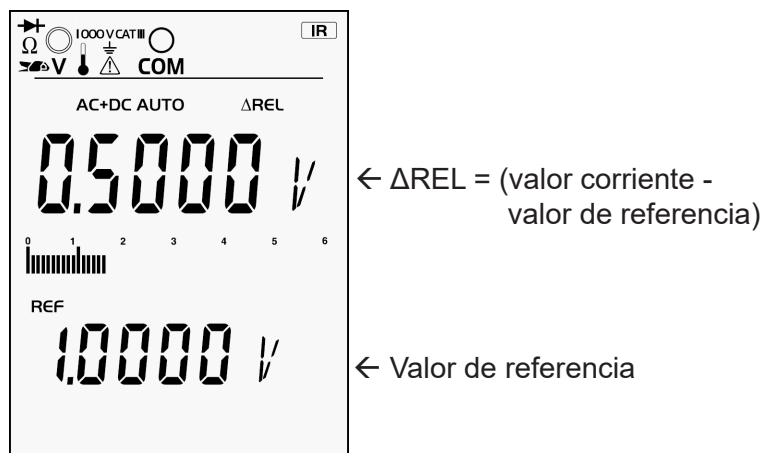 IR
Ω 1000 V CAT III
V COM
AC+DC AUTO ΔREL
0.5000 V
← ΔREL = (valor corriente -
valor de referencia)
0 1 2 3 4 5 6
REF
1.0000 V
← Valor de referencia